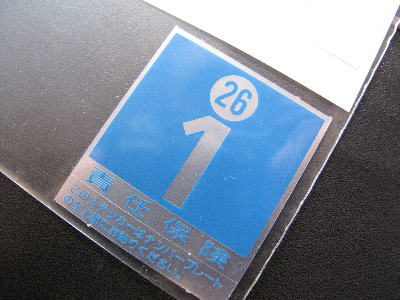 26
1
責任保険
このステッカーはナンバープレート
の左上部にお貼りください。